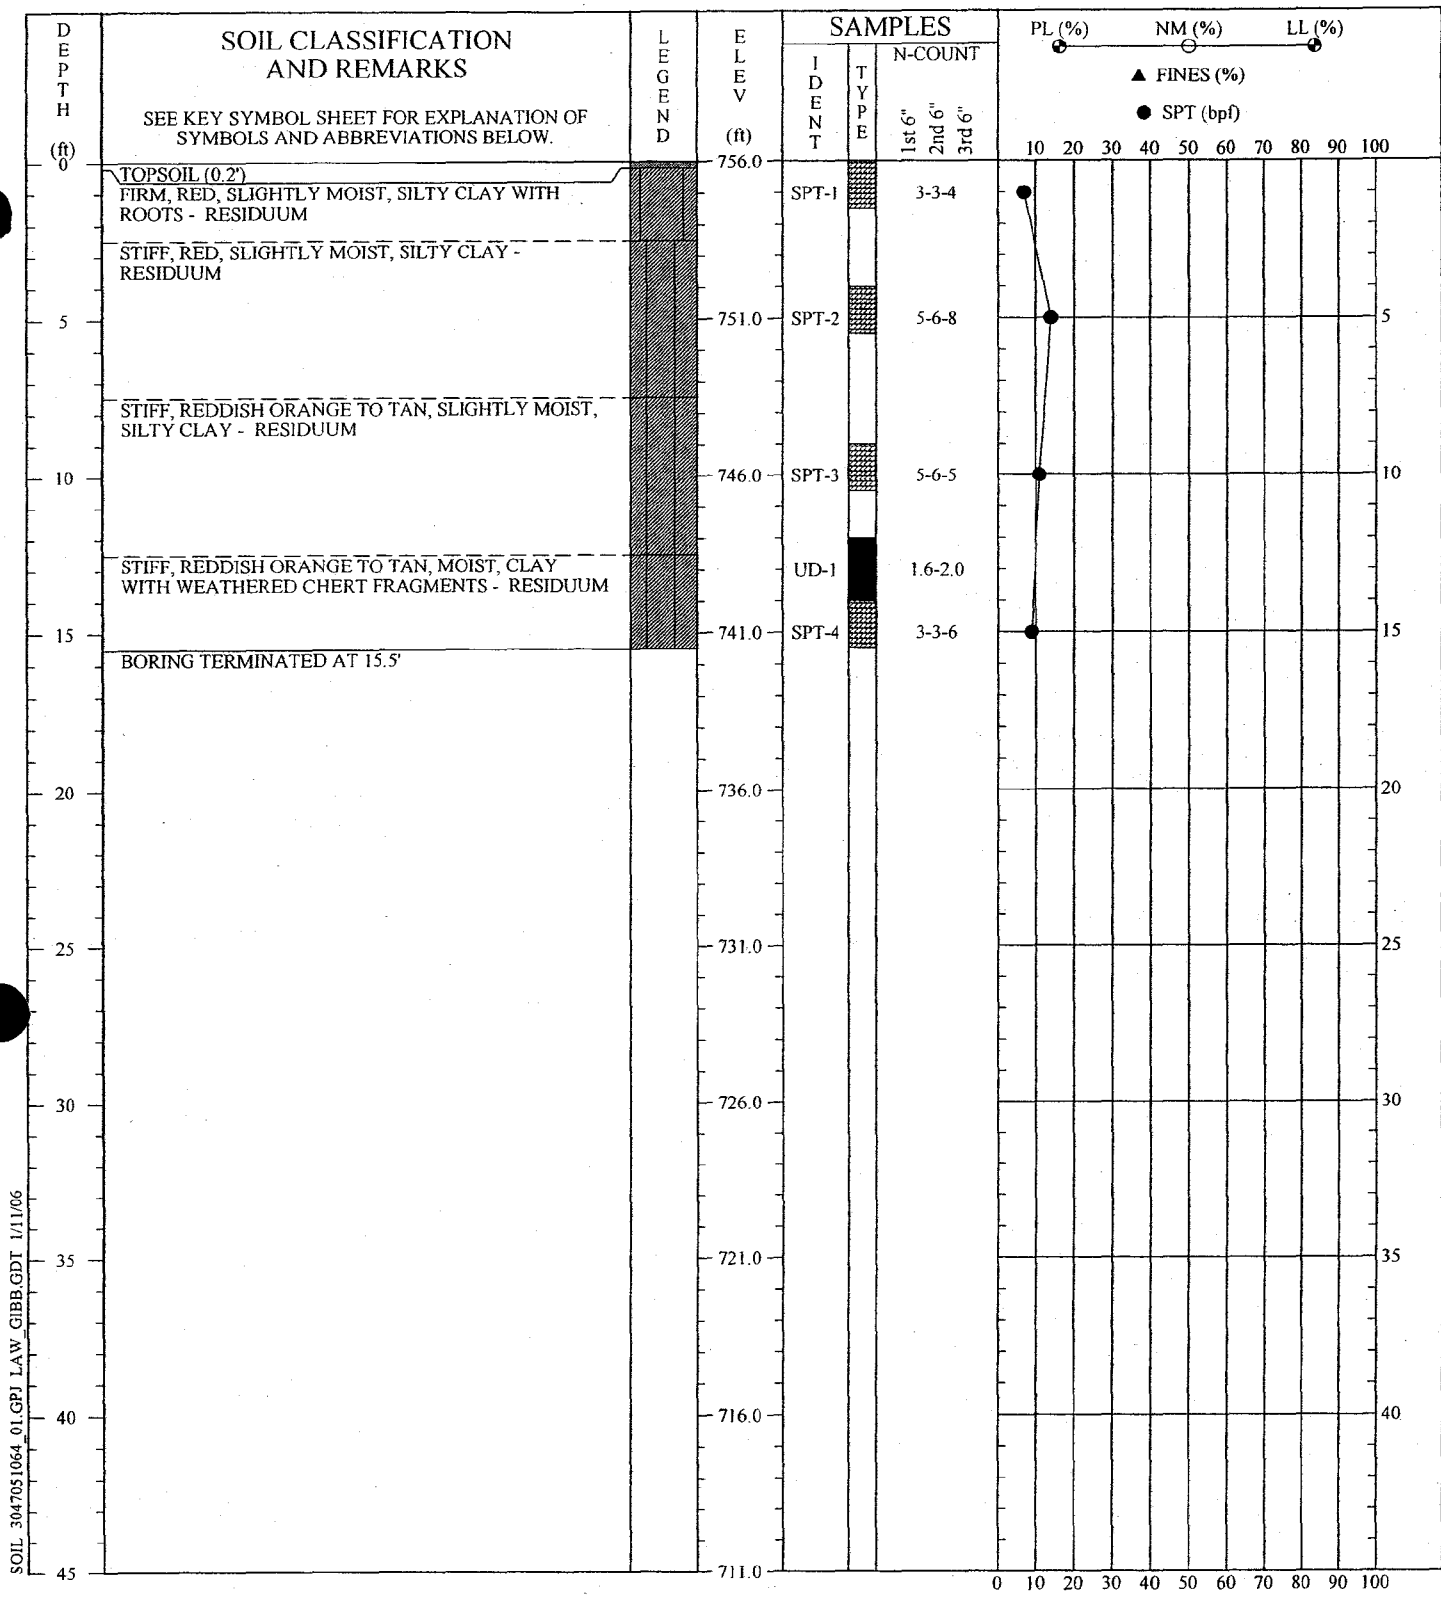 DEPTH (ft)
SOIL CLASSIFICATION
AND REMARKS
SEE KEY SYMBOL SHEET FOR EXPLANATION OF
SYMBOLS AND ABBREVIATIONS BELOW.
LEGEND
ELEV (ft)
SAMPLES
IDENT
TYPE
N-COUNT
1st 6"
2nd 6"
3rd 6"
PL (%) NM (%) LL (%)
▲ FINES (%)
● SPT (bpf)
10 20 30 40 50 60 70 80 90 100
0
756.0
TOPSOIL (0.2')
FIRM, RED, SLIGHTLY MOIST, SILTY CLAY WITH
ROOTS - RESIDUUM
SPT-1 3-3-4
STIFF, RED, SLIGHTLY MOIST, SILTY CLAY -
RESIDUUM
5 751.0 SPT-2 5-6-8 5
STIFF, REDDISH ORANGE TO TAN, SLIGHTLY MOIST,
SILTY CLAY - RESIDUUM
10 746.0 SPT-3 5-6-5 10
STIFF, REDDISH ORANGE TO TAN, MOIST, CLAY
WITH WEATHERED CHERT FRAGMENTS - RESIDUUM
UD-1 1.6-2.0
15 741.0 SPT-4 3-3-6 15
BORING TERMINATED AT 15.5'
20 736.0 20
25 731.0 25
30 726.0 30
35 721.0 35
40 716.0 40
45 711.0
0 10 20 30 40 50 60 70 80 90 100
SOIL 3047051064_01.GPJ LAW_GIBB.GDT 1/11/06